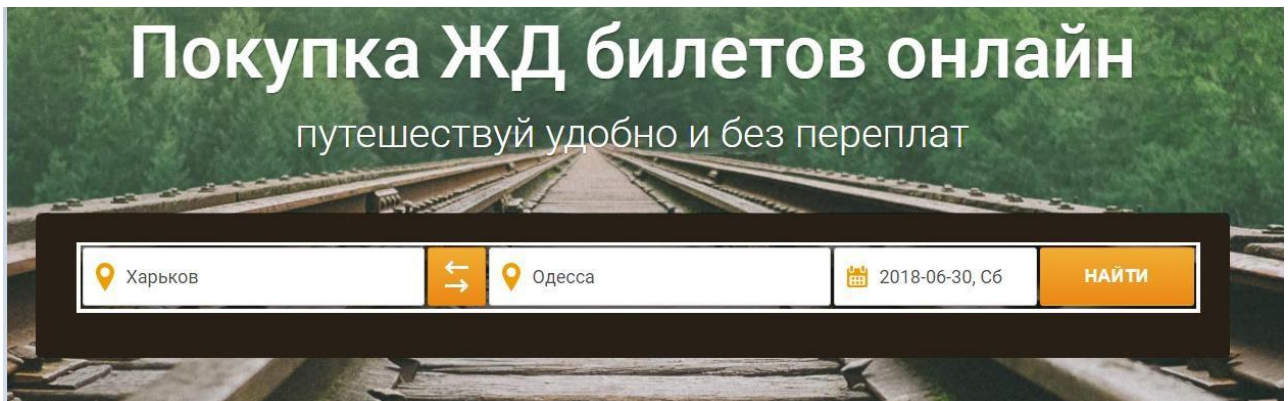 Покупка ЖД билетов онлайн
путешествуй удобно и без переплат
Харьков Одесса 2018-06-30, Сб НАЙТИ